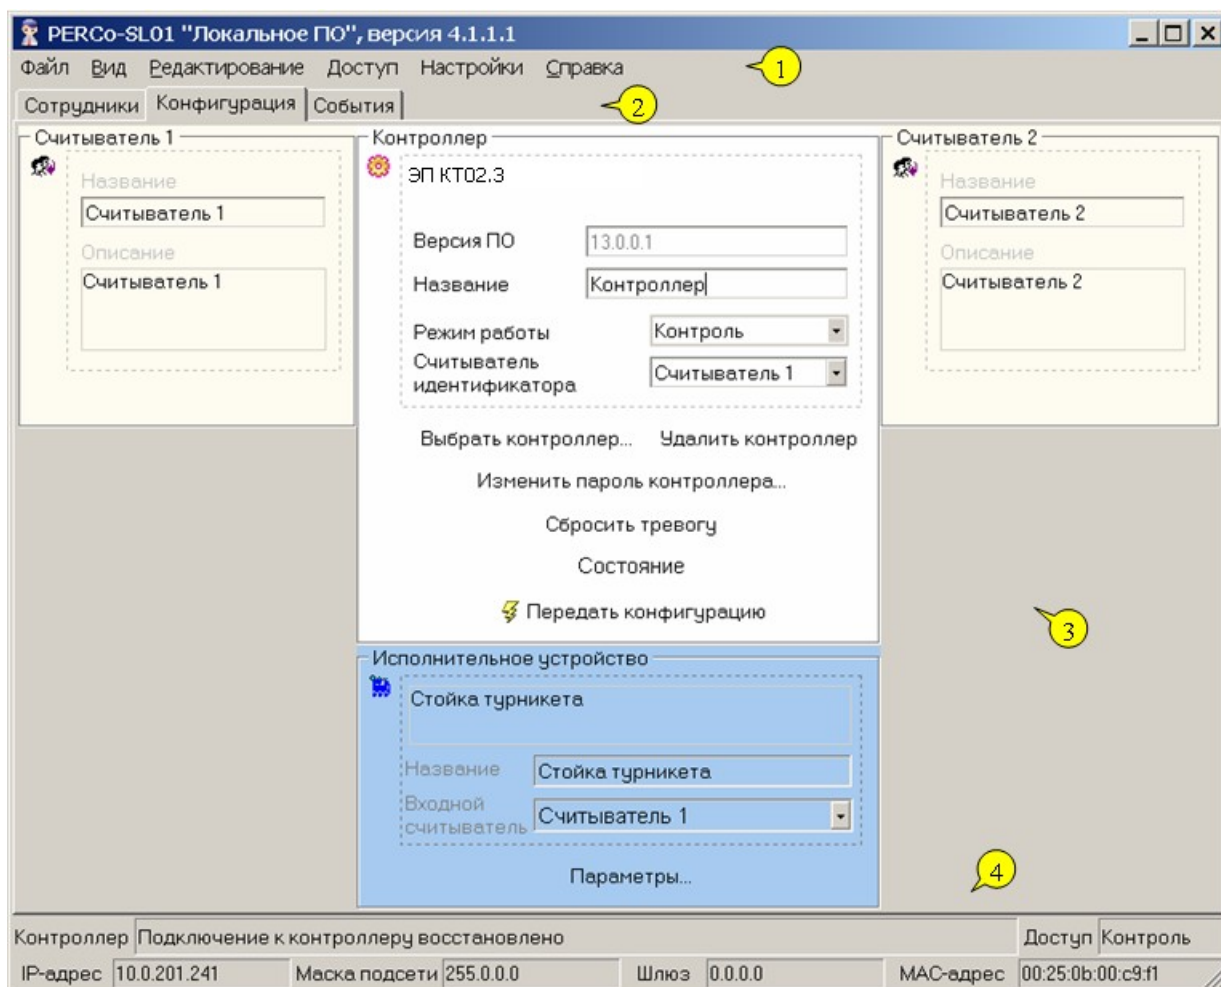 PERCo-SL01 "Локальное ПО", версия 4.1.1.1
Файл Вид Редактирование Доступ Настройки Справка
1
Сотрудники Конфигурация События
2
Считыватель 1
Название
Считыватель 1
Описание
Считыватель 1
Контроллер
ЭП КТ02.3
Версия ПО 13.0.0.1
Название Контроллер
Режим работы Контроль
Считыватель
идентификатора
Считыватель 1
Выбрать контроллер... Удалить контроллер
Изменить пароль контроллера...
Сбросить тревогу
Состояние
Передать конфигурацию
Считыватель 2
Название
Считыватель 2
Описание
Считыватель 2
3
Исполнительное устройство
Стойка турникета
Название Стойка турникета
Входной
считыватель
Считыватель 1
Параметры...
4
Контроллер Подключение к контроллеру восстановлено Доступ Контроль
IP-адрес 10.0.201.241 Маска подсети 255.0.0.0 Шлюз 0.0.0.0 MAC-адрес 00:25:0b:00:c9:f1